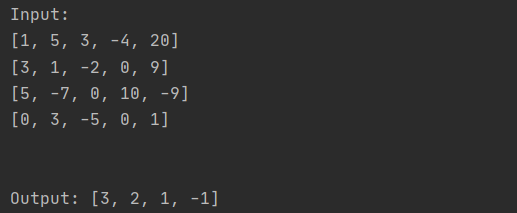 Input:
[1, 5, 3, -4, 20]
[3, 1, -2, 0, 9]
[5, -7, 0, 10, -9]
[0, 3, -5, 0, 1]
Output: [3, 2, 1, -1]